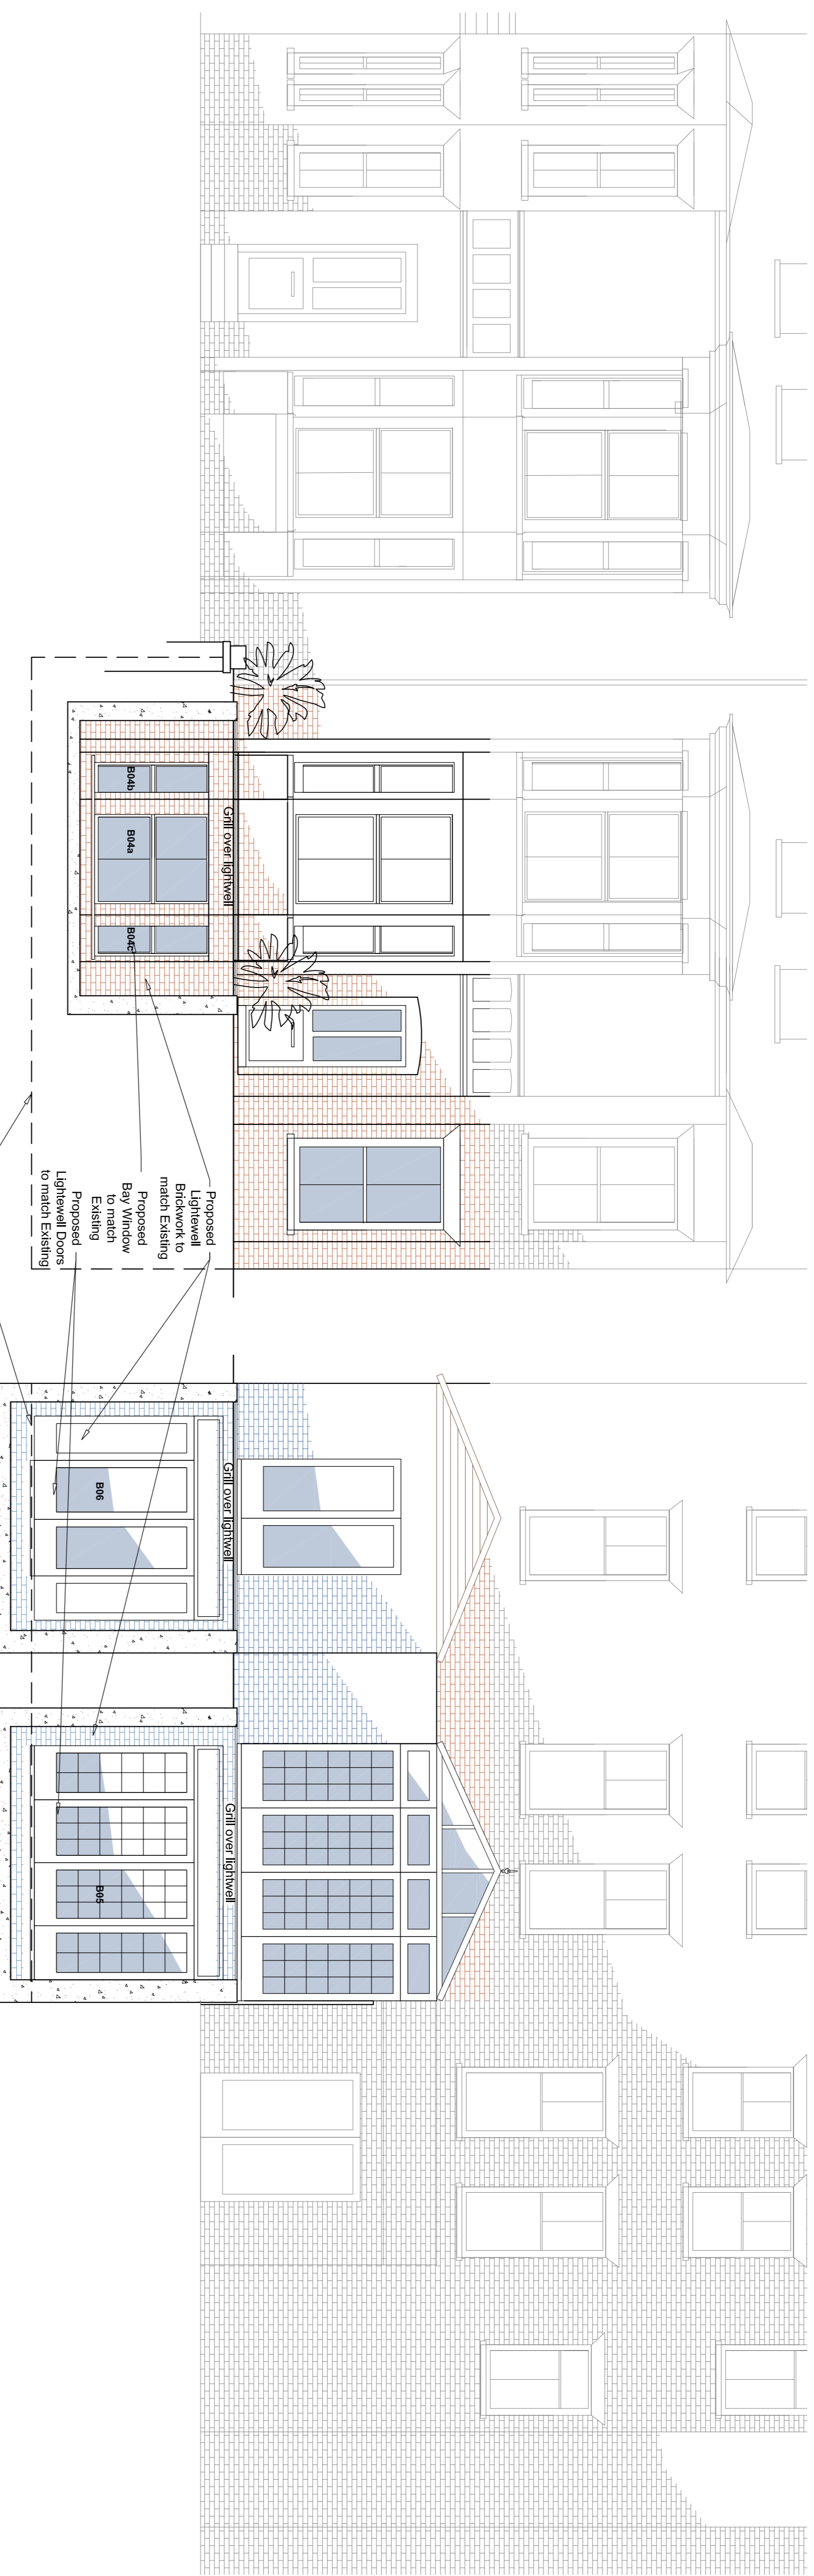 Grill over lightwell
B04b
B04a
B04c
Proposed
Lightewell
Brickwork to
match Existing
Proposed
Bay Window
to match
Existing
Proposed
Lightewell Doors
to match Existing
Grill over lightwell
B06
Grill over lightwell
B05